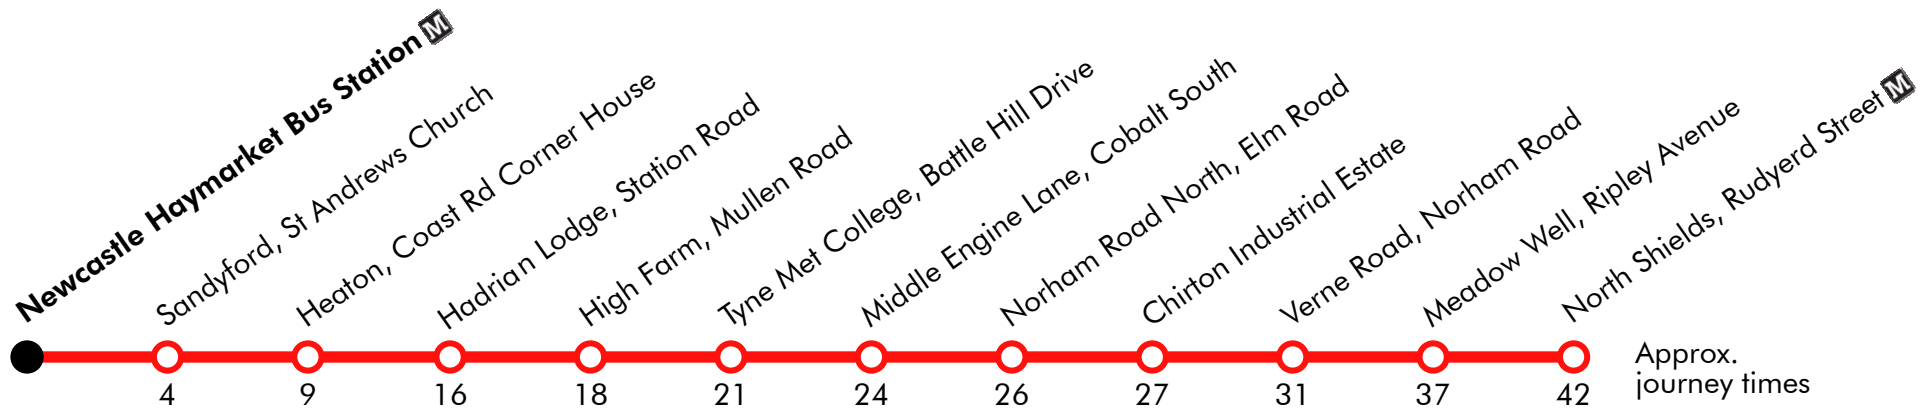 Newcastle Haymarket Bus Station M
Sandyford, St Andrews Church
Heaton, Coast Rd Corner House
Hadrian Lodge, Station Road
High Farm, Mullen Road
Tyne Met College, Battle Hill Drive
Middle Engine Lane, Cobalt South
Norham Road North, Elm Road
Chirton Industrial Estate
Verne Road, Norham Road
Meadow Well, Ripley Avenue
North Shields, Rudyerd Street M
4 9 16 18 21 24 26 27 31 37 42
Approx.
journey times